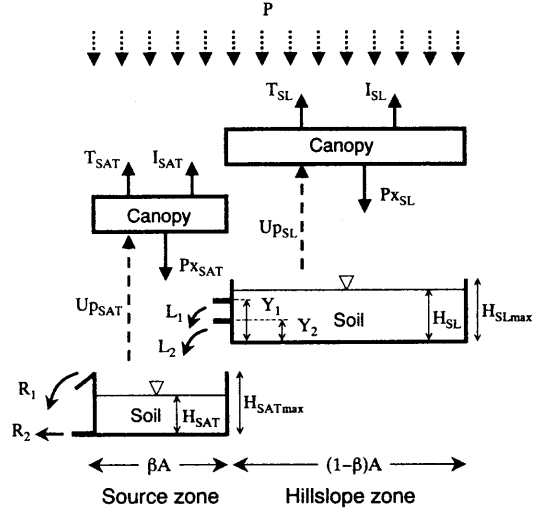 P
T_SL I_SL
Canopy
T_SAT I_SAT
Px_SL
Canopy
Up_SL
Px_SAT
Up_SAT
L_1 Y_1
Y_2 Soil H_SL H_SLmax
L_2
R_1
Soil H_SAT H_SATmax
R_2
βA (1−β)A
Source zone Hillslope zone